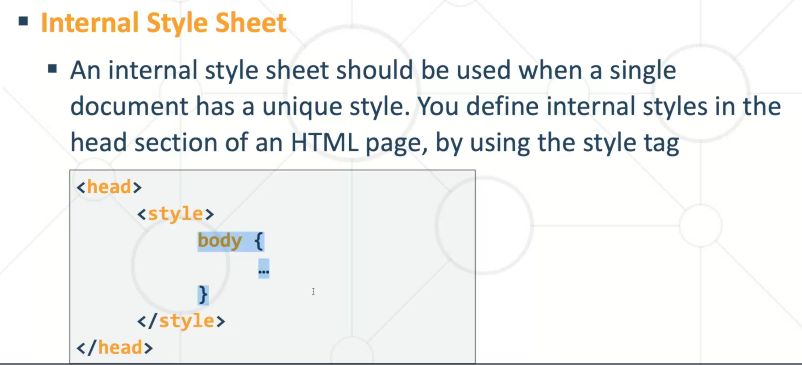 Internal Style Sheet
An internal style sheet should be used when a single
document has a unique style. You define internal styles in the
head section of an HTML page, by using the style tag
<head>
<style>
body {
…
}
</style>
</head>